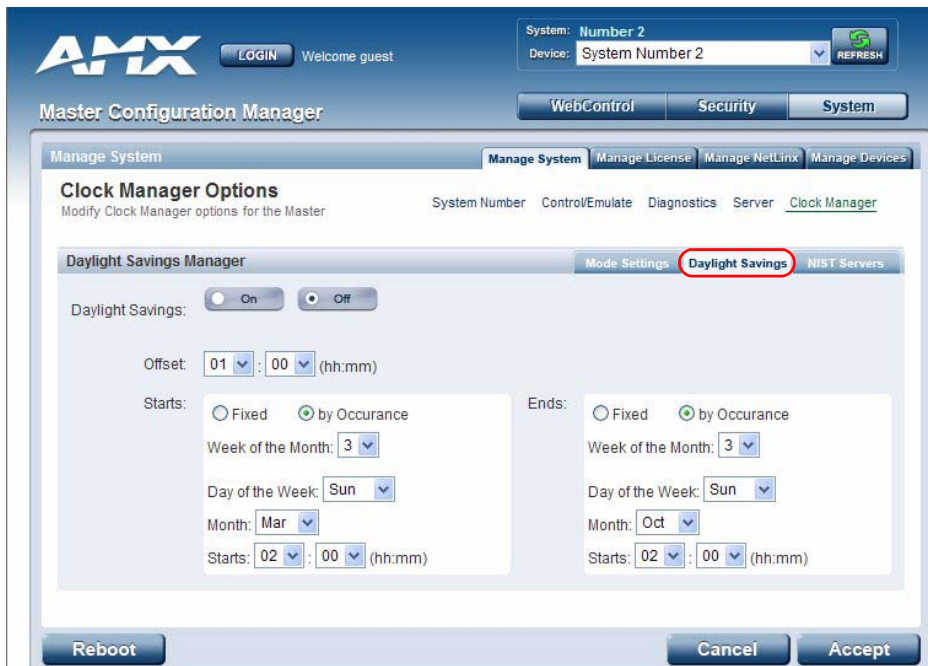 AMX LOGIN Welcome guest
System: Number 2
Device: System Number 2 REFRESH
Master Configuration Manager
WebControl Security System
Manage System Manage System Manage License Manage NetLinx Manage Devices
Clock Manager Options
Modify Clock Manager options for the Master
System Number Control/Emulate Diagnostics Server Clock Manager
Daylight Savings Manager Mode Settings Daylight Savings NIST Servers
Daylight Savings: On Off
Offset: 01 : 00 (hh:mm)
Starts: Fixed by Occurance Ends: Fixed by Occurance
Week of the Month: 3 Week of the Month: 3
Day of the Week: Sun Day of the Week: Sun
Month: Mar Month: Oct
Starts: 02 : 00 (hh:mm) Starts: 02 : 00 (hh:mm)
Reboot Cancel Accept